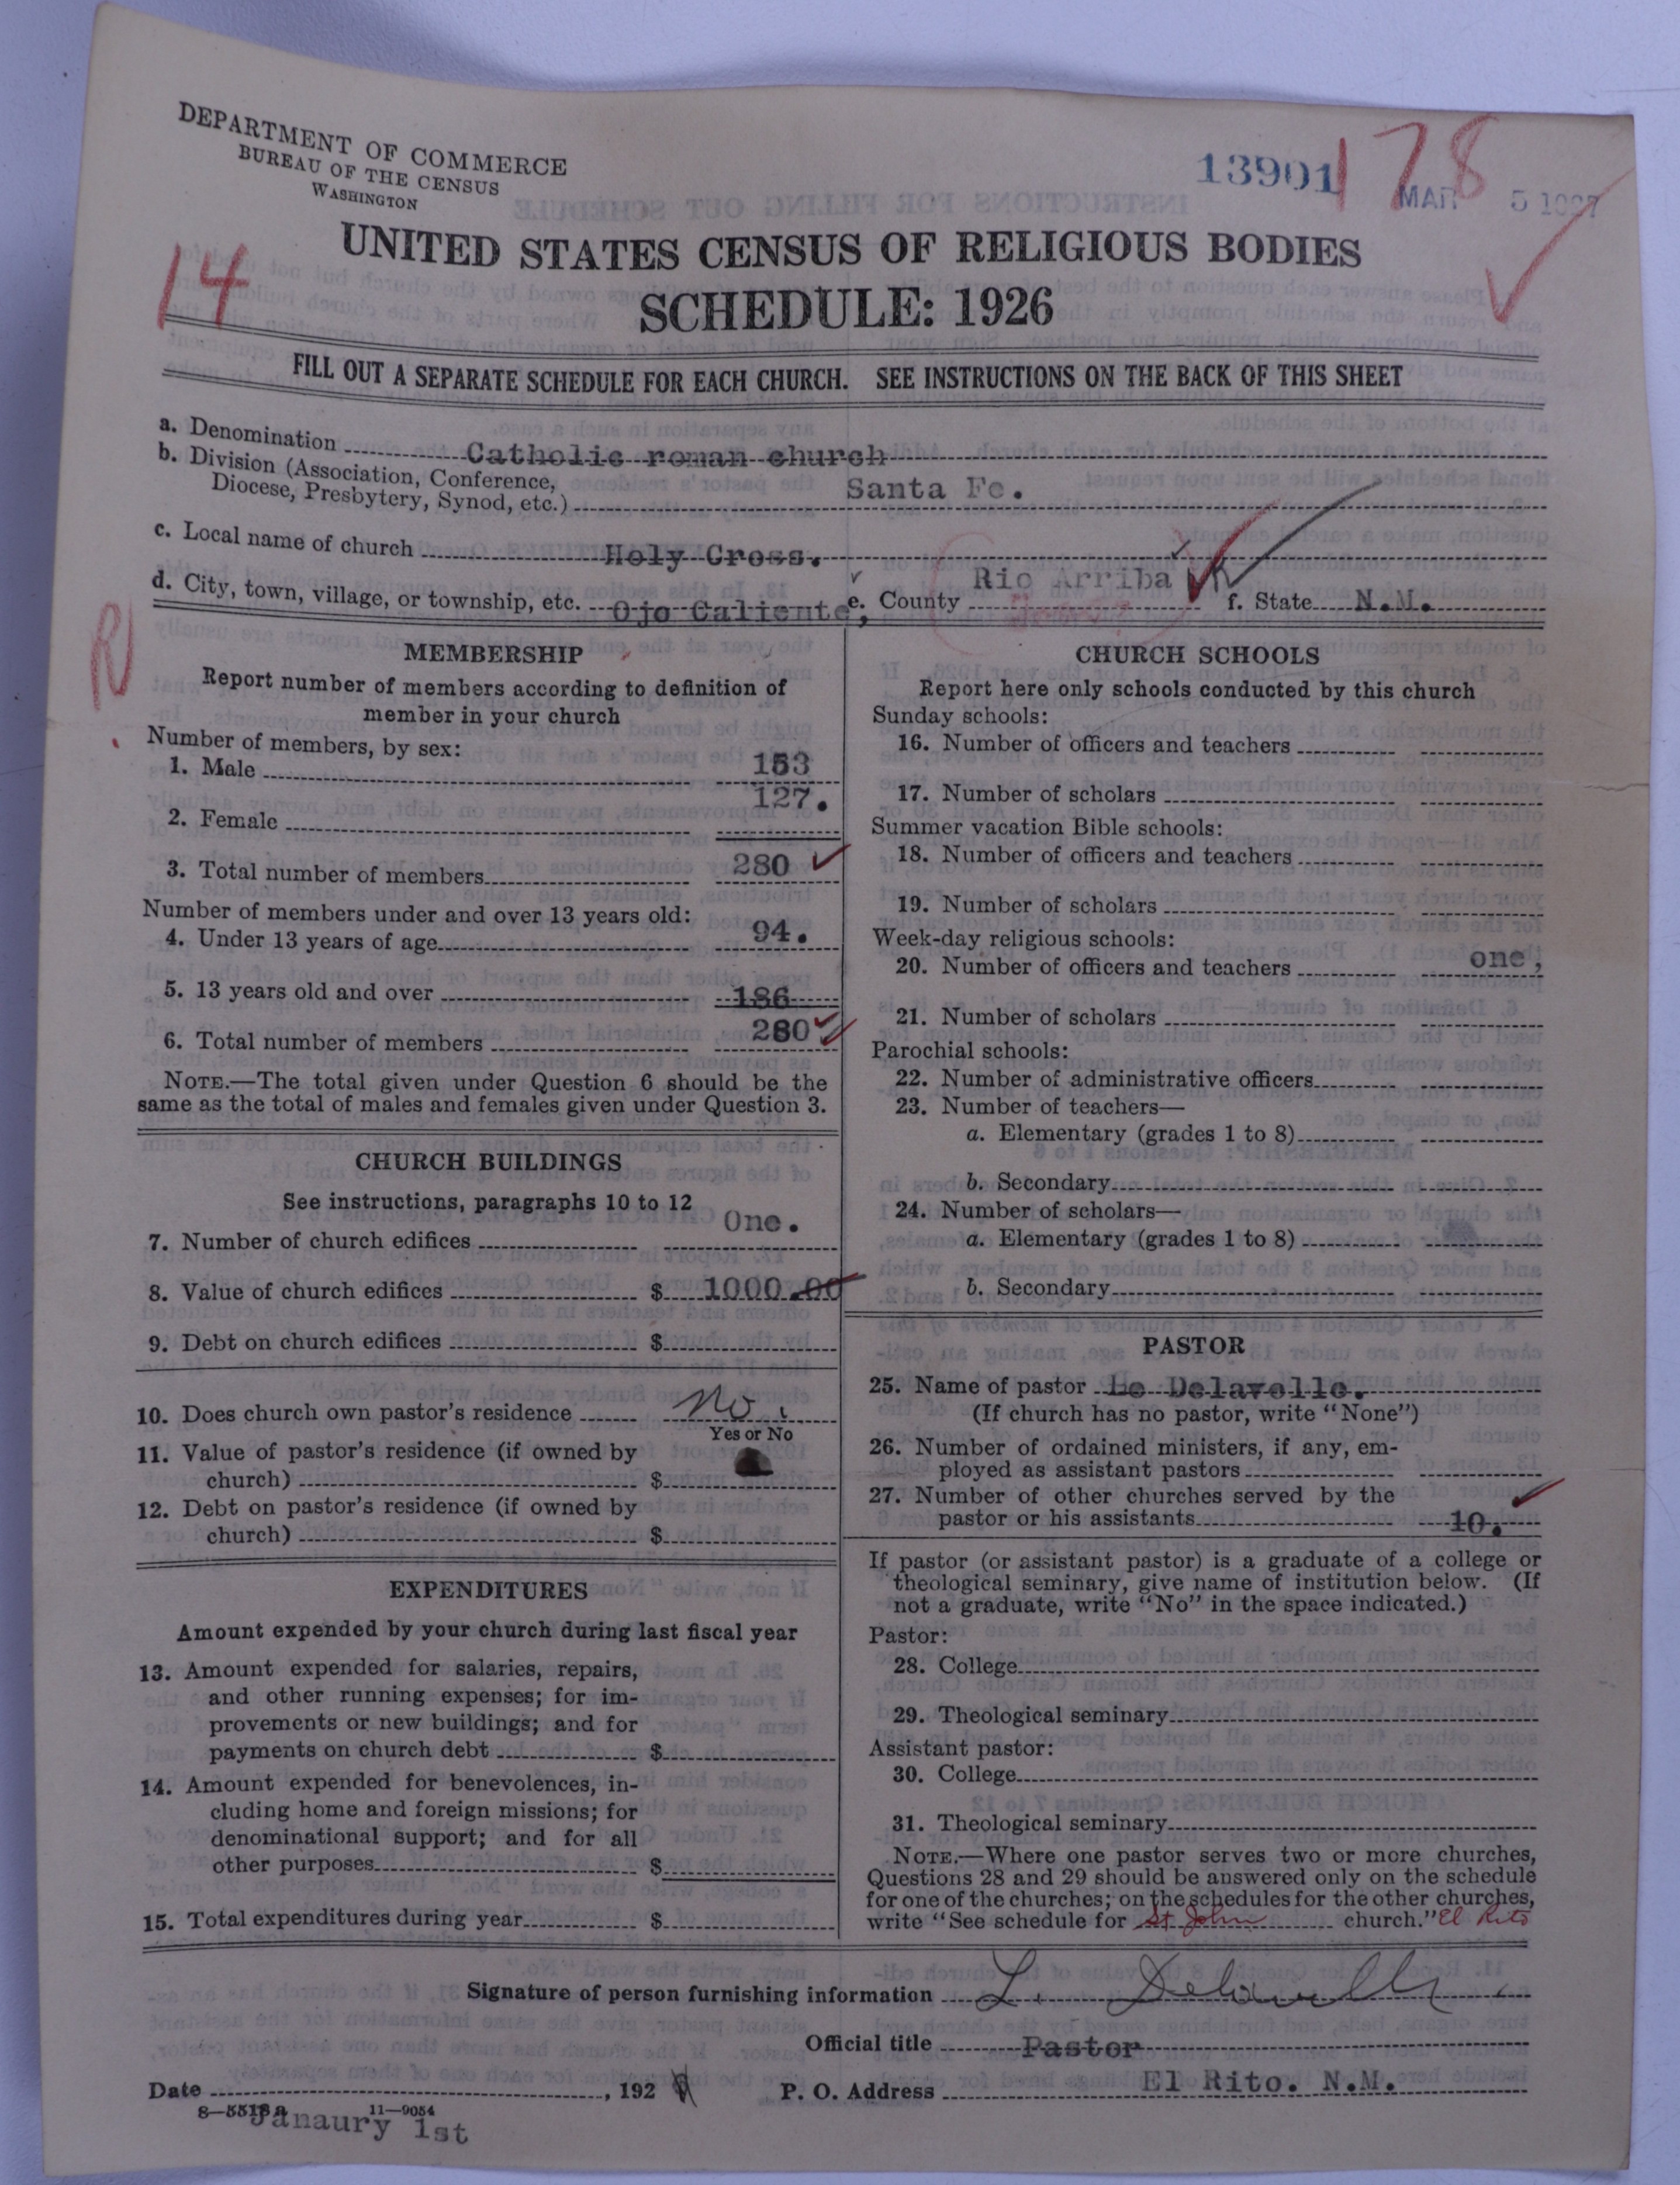 DEPARTMENT OF COMMERCE
BUREAU OF THE CENSUS
WASHINGTON
13901
178
MAR 5 1927
14
UNITED STATES CENSUS OF RELIGIOUS BODIES
SCHEDULE: 1926
FILL OUT A SEPARATE SCHEDULE FOR EACH CHURCH. SEE INSTRUCTIONS ON THE BACK OF THIS SHEET
a. Denomination Catholic roman church
b. Division (Association, Conference,
Diocese, Presbytery, Synod, etc.) Santa Fe.
c. Local name of church Holy Cross.
d. City, town, village, or township, etc. Ojo Caliente, e. County Rio Arriba f. State N.M.
R
MEMBERSHIP
Report number of members according to definition of
member in your church
Number of members, by sex:
1. Male 153
2. Female 127.
3. Total number of members 280
Number of members under and over 13 years old:
4. Under 13 years of age 94.
5. 13 years old and over 186
6. Total number of members 280
NOTE.—The total given under Question 6 should be the
same as the total of males and females given under Question 3.
CHURCH BUILDINGS
See instructions, paragraphs 10 to 12
7. Number of church edifices One.
8. Value of church edifices $ 1000.00
9. Debt on church edifices $
10. Does church own pastor's residence No.
Yes or No
11. Value of pastor's residence (if owned by
church) $
12. Debt on pastor's residence (if owned by
church) $
EXPENDITURES
Amount expended by your church during last fiscal year
13. Amount expended for salaries, repairs,
and other running expenses; for im-
provements or new buildings; and for
payments on church debt $
14. Amount expended for benevolences, in-
cluding home and foreign missions; for
denominational support; and for all
other purposes $
15. Total expenditures during year $
CHURCH SCHOOLS
Report here only schools conducted by this church
Sunday schools:
16. Number of officers and teachers
17. Number of scholars
Summer vacation Bible schools:
18. Number of officers and teachers
19. Number of scholars
Week-day religious schools:
20. Number of officers and teachers one,
21. Number of scholars
Parochial schools:
22. Number of administrative officers
23. Number of teachers—
a. Elementary (grades 1 to 8)
b. Secondary
24. Number of scholars—
a. Elementary (grades 1 to 8)
b. Secondary
PASTOR
25. Name of pastor Le Delavelle.
(If church has no pastor, write "None")
26. Number of ordained ministers, if any, em-
ployed as assistant pastors
27. Number of other churches served by the
pastor or his assistants 10.
If pastor (or assistant pastor) is a graduate of a college or
theological seminary, give name of institution below. (If
not a graduate, write "No" in the space indicated.)
Pastor:
28. College
29. Theological seminary
Assistant pastor:
30. College
31. Theological seminary
NOTE.—Where one pastor serves two or more churches,
Questions 28 and 29 should be answered only on the schedule
for one of the churches; on the schedules for the other churches,
write "See schedule for St John church." El Rito
Signature of person furnishing information L. Delavelle.
Official title Pastor
Date , 192 P. O. Address El Rito. N.M.
8—5518a 11—9054
Janaury 1st